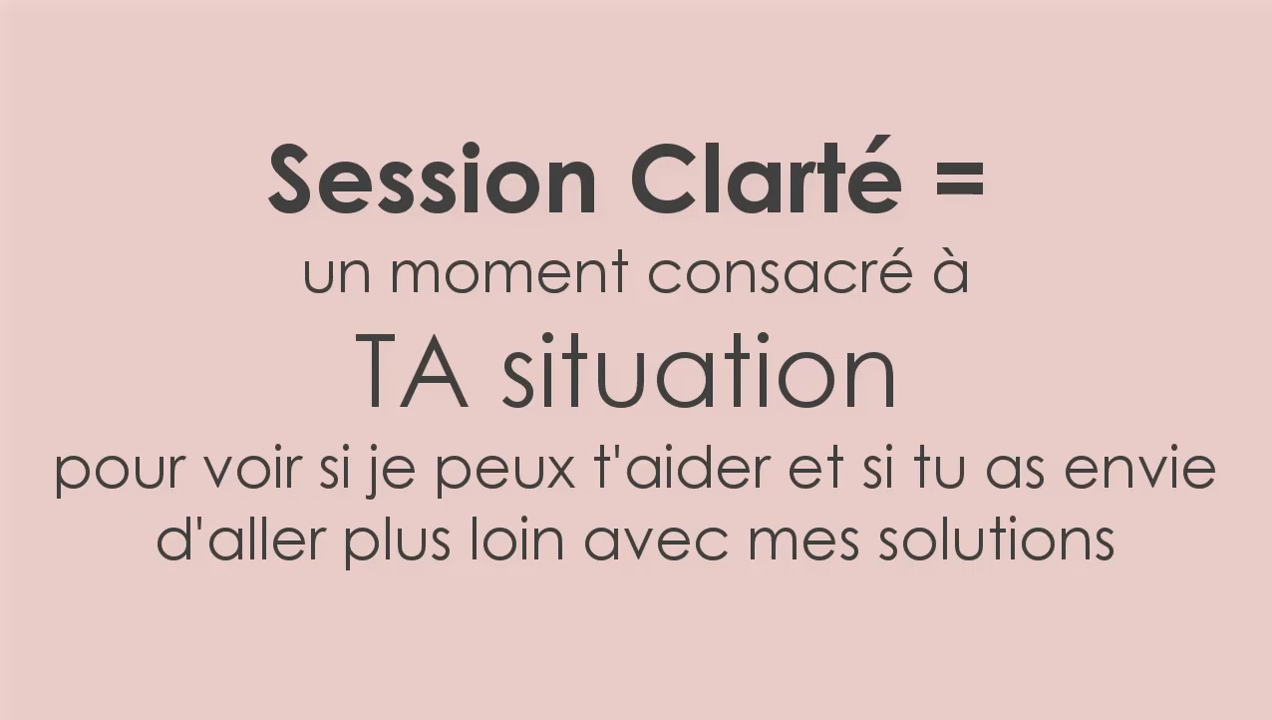 Session Clarté =
un moment consacré à
TA situation
pour voir si je peux t'aider et si tu as envie
d'aller plus loin avec mes solutions